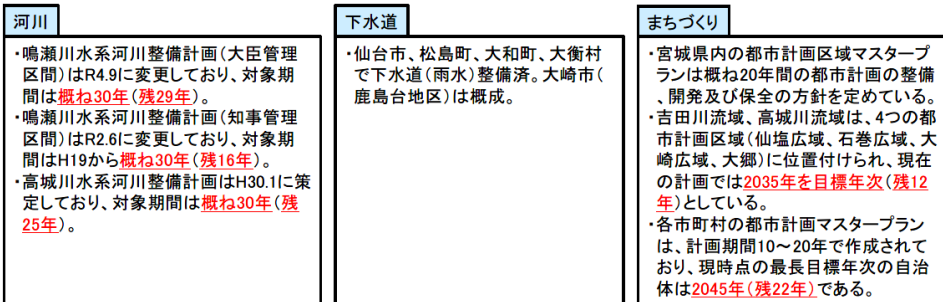 河川
・鳴瀬川水系河川整備計画(大臣管理
区間)はR4.9に変更しており、対象期
間は概ね30年(残29年)。
・鳴瀬川水系河川整備計画(知事管理
区間)はR2.6に変更しており、対象期
間はH19から概ね30年(残16年)。
・高城川水系河川整備計画はH30.1に策
定しており、対象期間は概ね30年(残
25年)。
下水道
・仙台市、松島町、大和町、大衡村
で下水道(雨水)整備済。大崎市(
鹿島台地区)は概成。
まちづくり
・宮城県内の都市計画区域マスタープ
ランは概ね20年間の都市計画の整備
、開発及び保全の方針を定めている。
・吉田川流域、高城川流域は、4つの都
市計画区域(仙塩広域、石巻広域、大
崎広域、大郷)に位置付けられ、現在
の計画では2035年を目標年次(残12
年)としている。
・各市町村の都市計画マスタープラン
は、計画期間10～20年で作成されて
おり、現時点の最長目標年次の自治
体は2045年(残22年)である。